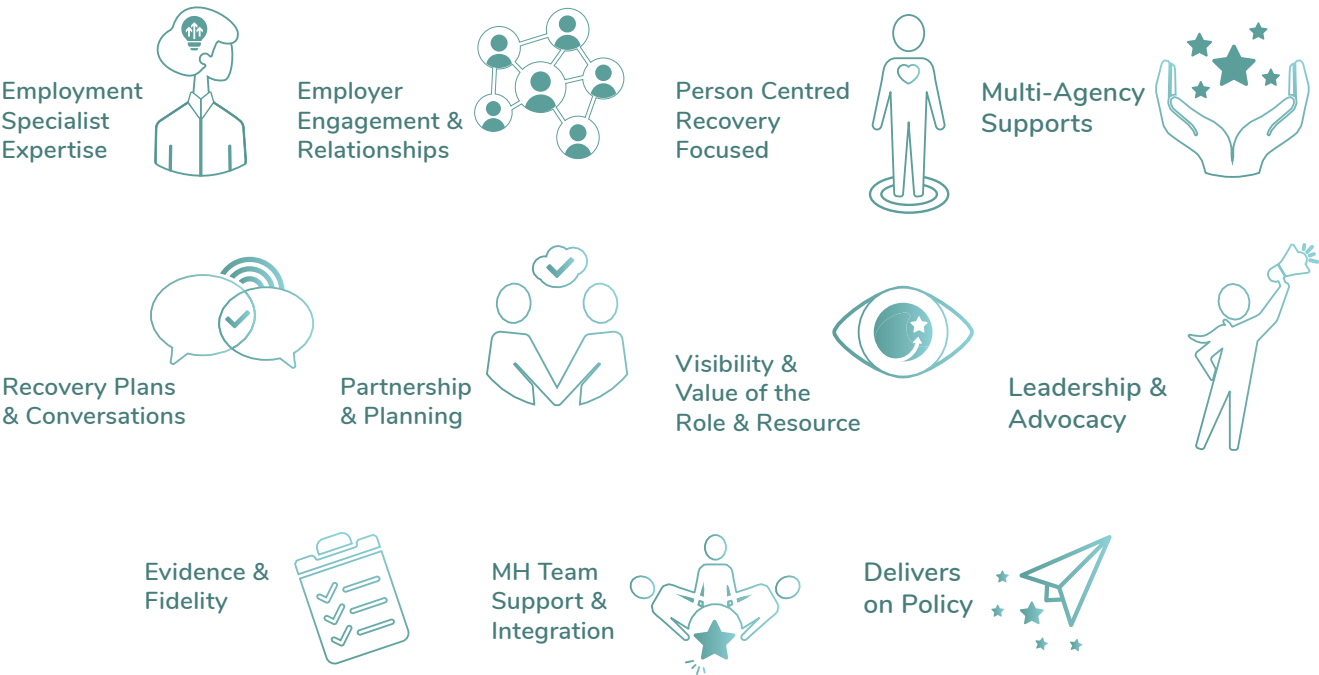 Employment
Specialist
Expertise
Employer
Engagement &
Relationships
Person Centred
Recovery
Focused
Multi-Agency
Supports
Recovery Plans
& Conversations
Partnership
& Planning
Visibility &
Value of the
Role & Resource
Leadership &
Advocacy
Evidence &
Fidelity
MH Team
Support &
Integration
Delivers
on Policy